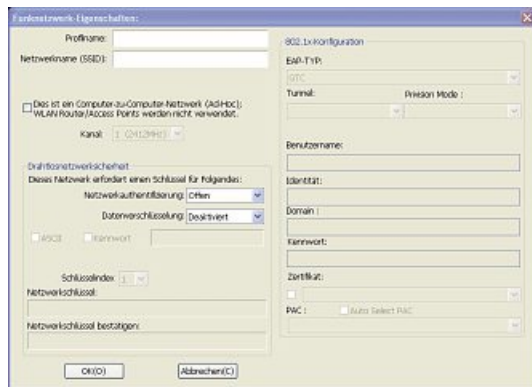 Funknetzwerk-Eigenschaften:
Profilname:
Netzwerkname (SSID):
Dies ist ein Computer-zu-Computer-Netzwerk (Ad-Hoc);
WLAN Router/Access Points werden nicht verwendet.
Kanal: 1 (2412MHz)
Drahtlosnetzwerksicherheit
Dieses Netzwerk erfordert einen Schlüssel für Folgendes:
Netzwerkauthentifizierung: Offen
Datenverschlüsselung: Deaktiviert
ASCII Kennwort
Schlüsselindex 1
Netzwerkschlüssel:
Netzwerkschlüssel bestätigen:
OK(O) Abbrechen(C)
802.1x-Konfiguration
EAP-TYP:
GTC
Tunnel: Provision Mode :
Benutzername:
Identität:
Domain :
Kennwort:
Zertifikat:
PAC : Auto Select PAC